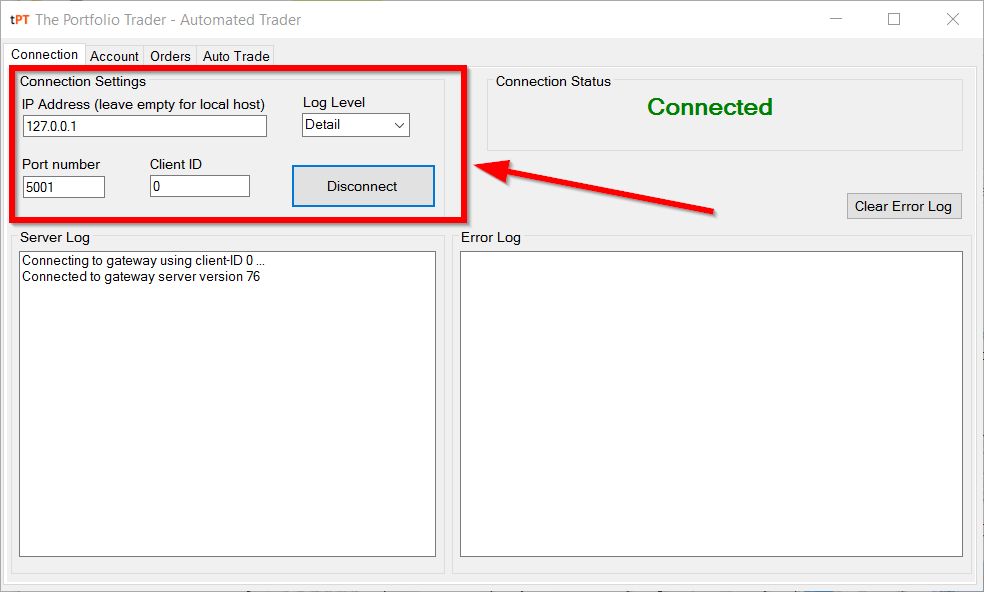 tPT The Portfolio Trader - Automated Trader
Connection Account Orders Auto Trade
Connection Settings
IP Address (leave empty for local host)
127.0.0.1
Log Level
Detail
Port number
5001
Client ID
0
Disconnect
Connection Status
Connected
Clear Error Log
Server Log
Connecting to gateway using client-ID 0 ...
Connected to gateway server version 76
Error Log